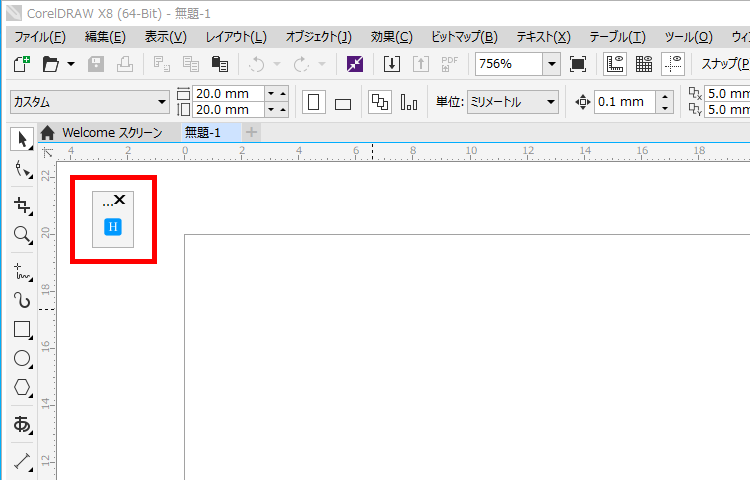 CorelDRAW X8 (64-Bit) - 無題-1
ファイル(F) 編集(E) 表示(V) レイアウト(L) オブジェクト(J) 効果(C) ビットマップ(B) テキスト(T) テーブル(T) ツール(O) ウィ
PDF 756% スナップ(P)
カスタム 20.0 mm 20.0 mm 単位: ミリメートル 0.1 mm 5.0 mm 5.0 mm
Welcome スクリーン 無題-1
4 2 0 2 4 6 8 10 12 14 16 18
22
...X
H
20
18
16
14
12
あ